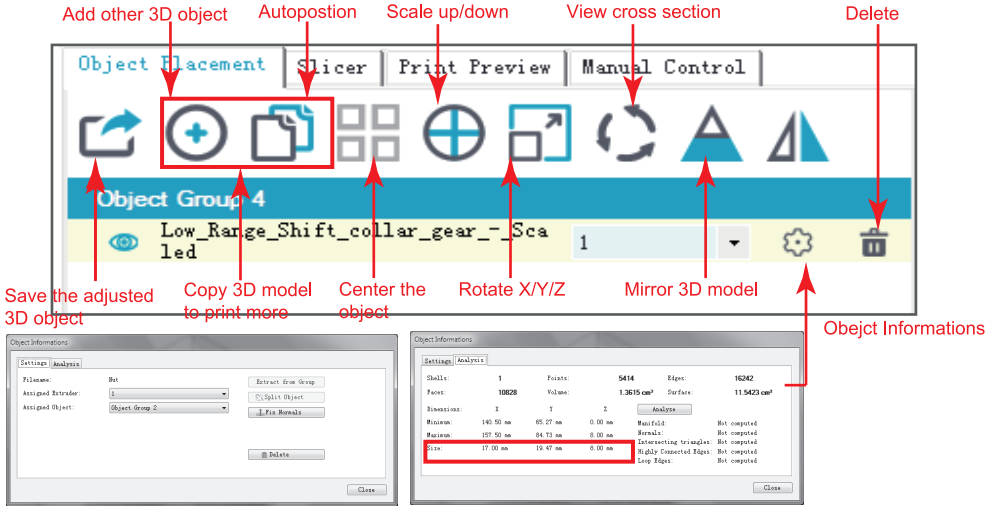 Add other 3D object
Autopostion
Scale up/down
View cross section
Delete
Object Placement
Slicer
Print Preview
Manual Control
Object Group 4
Low_Range_Shift_collar_gear_-_Sca
led
1
Save the adjusted
3D object
Copy 3D model
to print more
Center the
object
Rotate X/Y/Z
Mirror 3D model
Obejct Informations
Object Informations
Settings
Analysis
Filename:
Nut
Extract from Group
Assigned Extruder:
1
Split Object
Assigned Object:
Object Group 2
Fix Normals
Delete
Close
Object Informations
Settings
Analysis
Shells: 1 Points: 5414 Edges: 16242
Faces: 10828 Volume: 1.3615 cm³ Surface: 11.5423 cm²
Dimensions: X Y Z Analyze
Minimum: 140.50 mm 65.27 mm 0.00 mm Manifold: Not computed
Maximum: 157.50 mm 84.73 mm 8.00 mm Normals: Not computed
Intersecting triangles: Not computed
Size: 17.00 mm 19.47 mm 8.00 mm Highly Connected Edges: Not computed
Loop Edges: Not computed
Close